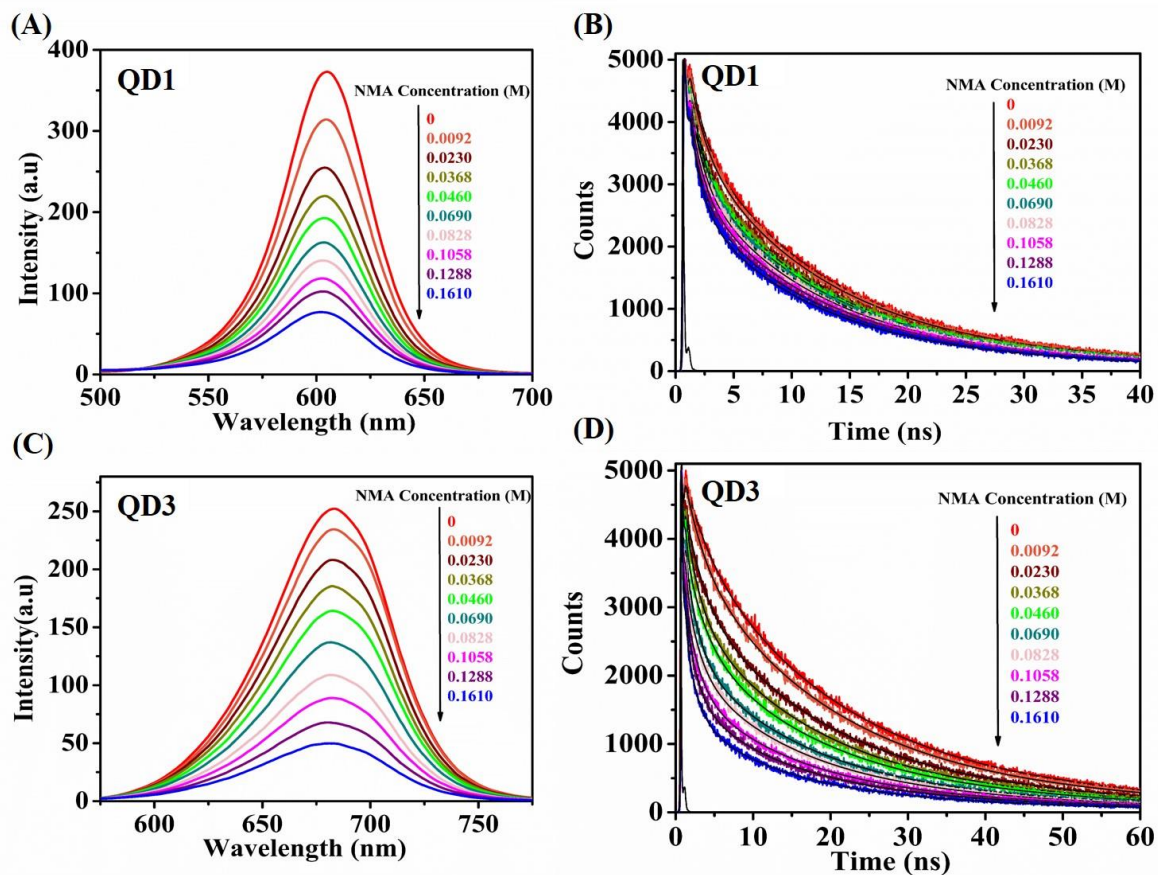 (A)
QD1
NMA Concentration (M)
0
0.0092
0.0230
0.0368
0.0460
0.0690
0.0828
0.1058
0.1288
0.1610
Intensity (a.u)
400
300
200
100
0
500 550 600 650 700
Wavelength (nm)
(B)
QD1
NMA Concentration (M)
0
0.0092
0.0230
0.0368
0.0460
0.0690
0.0828
0.1058
0.1288
0.1610
Counts
5000
4000
3000
2000
1000
0
0 5 10 15 20 25 30 35 40
Time (ns)
(C)
QD3
NMA Concentration (M)
0
0.0092
0.0230
0.0368
0.0460
0.0690
0.0828
0.1058
0.1288
0.1610
Intensity(a.u)
250
200
150
100
50
0
600 650 700 750
Wavelength (nm)
(D)
QD3
NMA Concentration (M)
0
0.0092
0.0230
0.0368
0.0460
0.0690
0.0828
0.1058
0.1288
0.1610
Counts
5000
4000
3000
2000
1000
0
0 10 20 30 40 50 60
Time (ns)